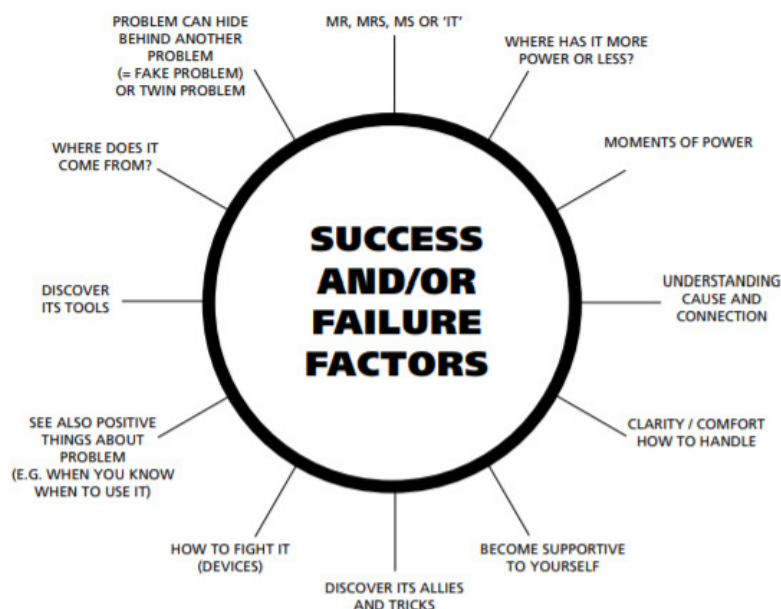 PROBLEM CAN HIDE
BEHIND ANOTHER
PROBLEM
(= FAKE PROBLEM)
OR TWIN PROBLEM
MR, MRS, MS OR ‘IT’
WHERE HAS IT MORE
POWER OR LESS?
MOMENTS OF POWER
UNDERSTANDING
CAUSE AND
CONNECTION
CLARITY / COMFORT
HOW TO HANDLE
BECOME SUPPORTIVE
TO YOURSELF
DISCOVER ITS ALLIES
AND TRICKS
HOW TO FIGHT IT
(DEVICES)
SEE ALSO POSITIVE
THINGS ABOUT
PROBLEM
(E.G. WHEN YOU KNOW
WHEN TO USE IT)
DISCOVER
ITS TOOLS
WHERE DOES IT
COME FROM?
SUCCESS
AND/OR
FAILURE
FACTORS